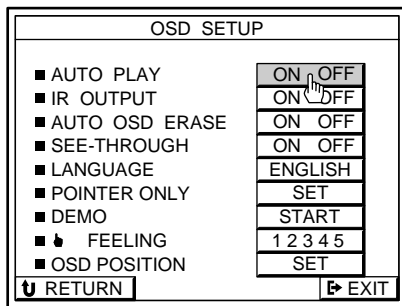 OSD SETUP
AUTO PLAY ON OFF
IR OUTPUT ON OFF
AUTO OSD ERASE ON OFF
SEE-THROUGH ON OFF
LANGUAGE ENGLISH
POINTER ONLY SET
DEMO START
FEELING 1 2 3 4 5
OSD POSITION SET
RETURN EXIT